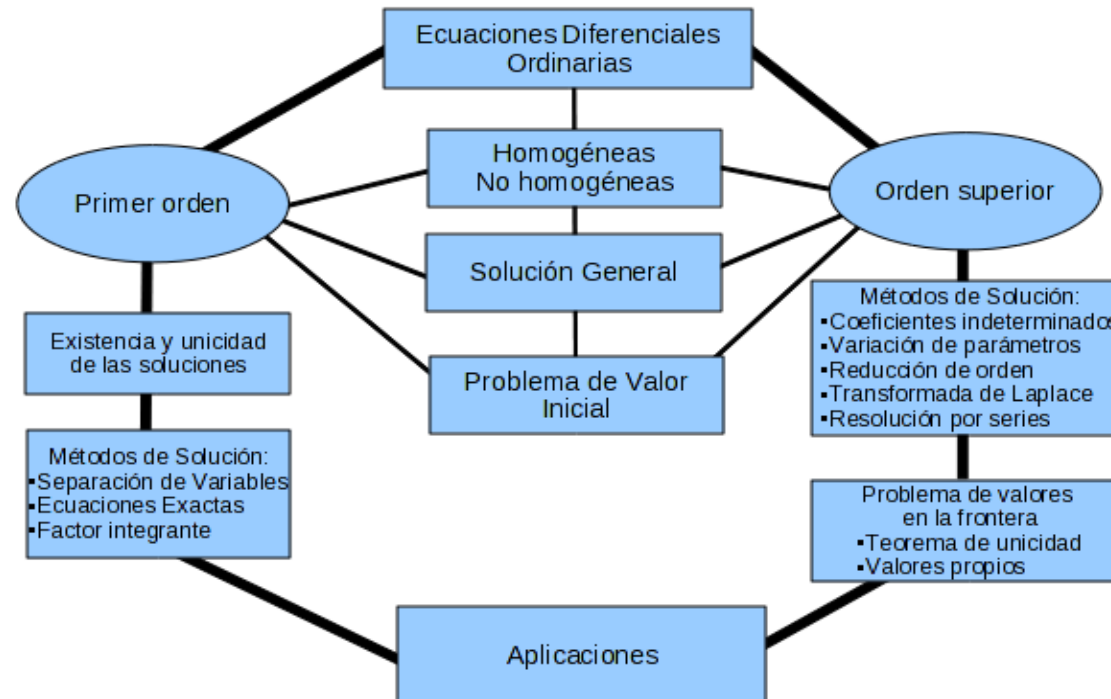 Ecuaciones Diferenciales
Ordinarias
Homogéneas
No homogéneas
Primer orden
Orden superior
Solución General
Existencia y unicidad
de las soluciones
Problema de Valor
Inicial
Métodos de Solución:
▪Coeficientes indeterminados
▪Variación de parámetros
▪Reducción de orden
▪Transformada de Laplace
▪Resolución por series
Métodos de Solución:
▪Separación de Variables
▪Ecuaciones Exactas
▪Factor integrante
Problema de valores
en la frontera
▪Teorema de unicidad
▪Valores propios
Aplicaciones